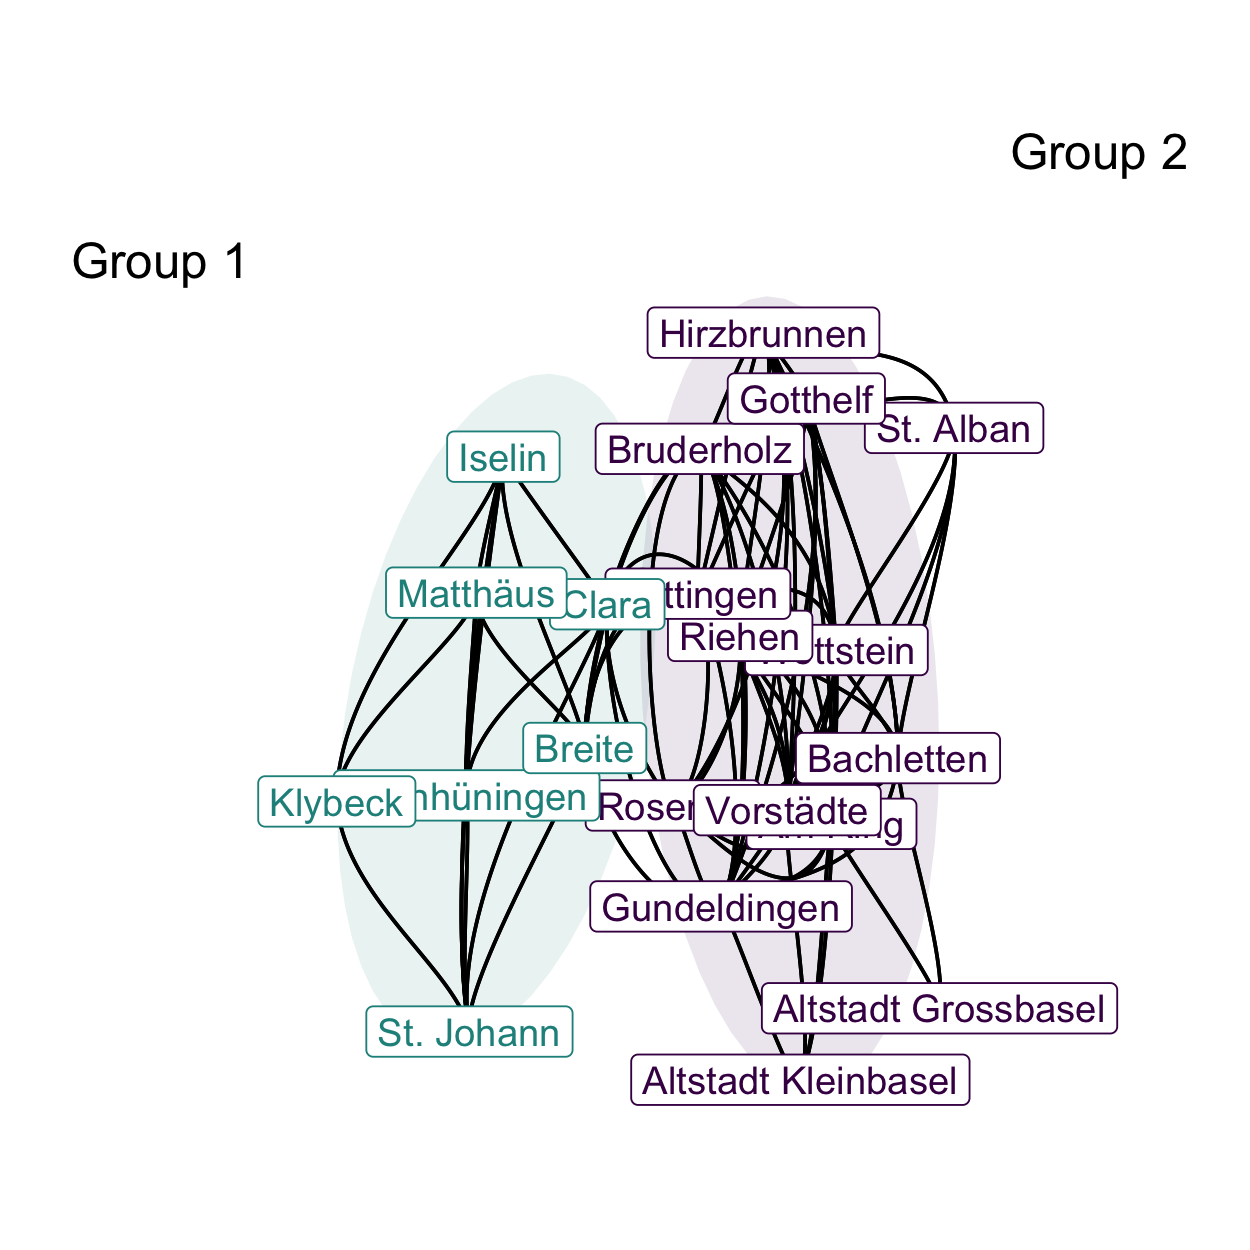 Group 2
Group 1
Hirzbrunnen
Gotthelf
St. Alban
Bruderholz
Iselin
Matthäus
Clara
ttingen
Riehen
ttstein
Breite
Bachletten
Klybeck
nhüningen
Roser
Vorstädte
Gundeldingen
Altstadt Grossbasel
St. Johann
Altstadt Kleinbasel